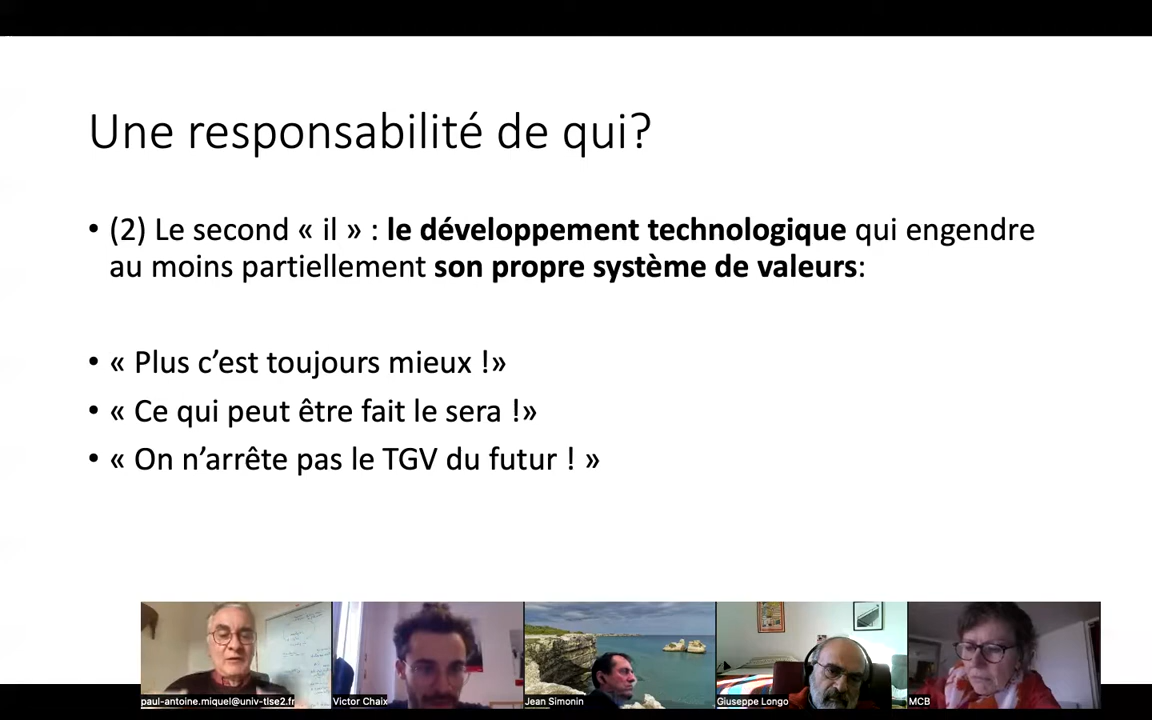 Une responsabilité de qui?
• (2) Le second « il » : le développement technologique qui engendre
au moins partiellement son propre système de valeurs:
• « Plus c’est toujours mieux !»
• « Ce qui peut être fait le sera !»
• « On n’arrête pas le TGV du futur ! »
paul-antoine.miquel@univ-tlse2.fr
Victor Chaix
Jean Simonin
Giuseppe Longo
MCB